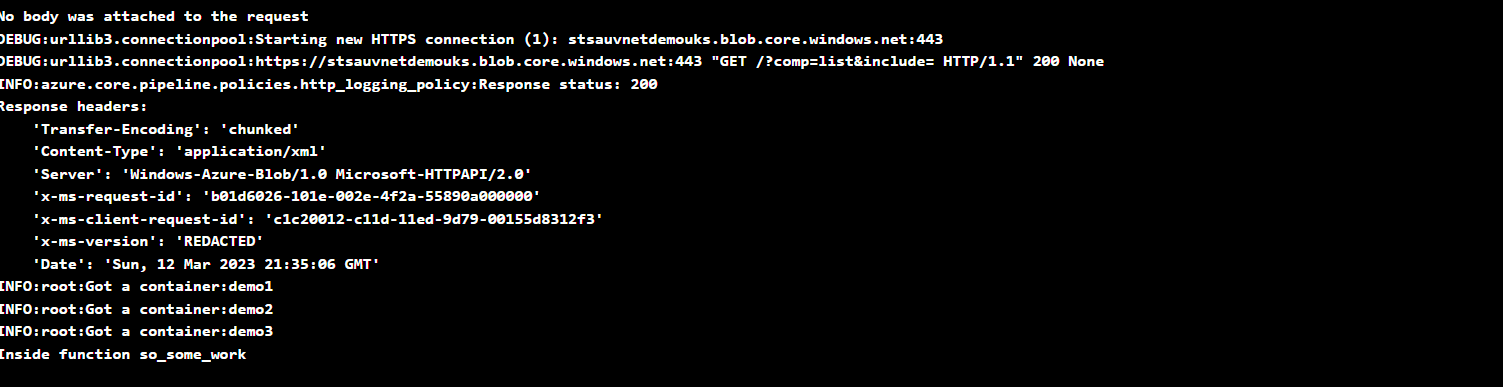 No body was attached to the request
DEBUG:urllib3.connectionpool:Starting new HTTPS connection (1): stsauvnetdemouks.blob.core.windows.net:443
DEBUG:urllib3.connectionpool:https://stsauvnetdemouks.blob.core.windows.net:443 "GET /?comp=list&include= HTTP/1.1" 200 None
INFO:azure.core.pipeline.policies.http_logging_policy:Response status: 200
Response headers:
    'Transfer-Encoding': 'chunked'
    'Content-Type': 'application/xml'
    'Server': 'Windows-Azure-Blob/1.0 Microsoft-HTTPAPI/2.0'
    'x-ms-request-id': 'b01d6026-101e-002e-4f2a-55890a000000'
    'x-ms-client-request-id': 'c1c20012-c11d-11ed-9d79-00155d8312f3'
    'x-ms-version': 'REDACTED'
    'Date': 'Sun, 12 Mar 2023 21:35:06 GMT'
INFO:root:Got a container:demo1
INFO:root:Got a container:demo2
INFO:root:Got a container:demo3
Inside function so_some_work